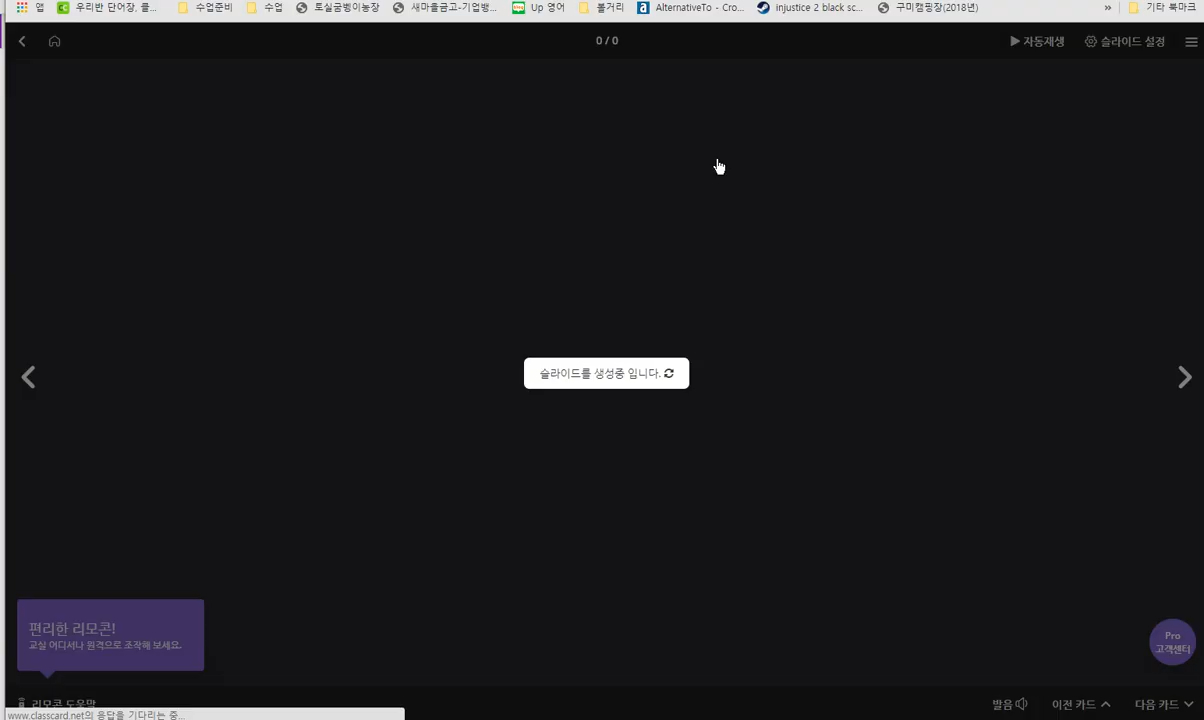 앱 우리반 단어장, 클... 수업준비 수업 토실굼벵이농장 새마을금고-기업뱅... Up 영어 볼거리 AlternativeTo - Cro... injustice 2 black sc... 구미캠핑장(2018년) » 기타 북마크
0 / 0 자동재생 슬라이드 설정
슬라이드를 생성중 입니다.
편리한 리모콘!
교실 어디서나 원격으로 조작해 보세요.
Pro
고객센터
리모콘 도움말 발음 이전 카드 다음 카드
www.classcard.net의 응답을 기다리는 중...